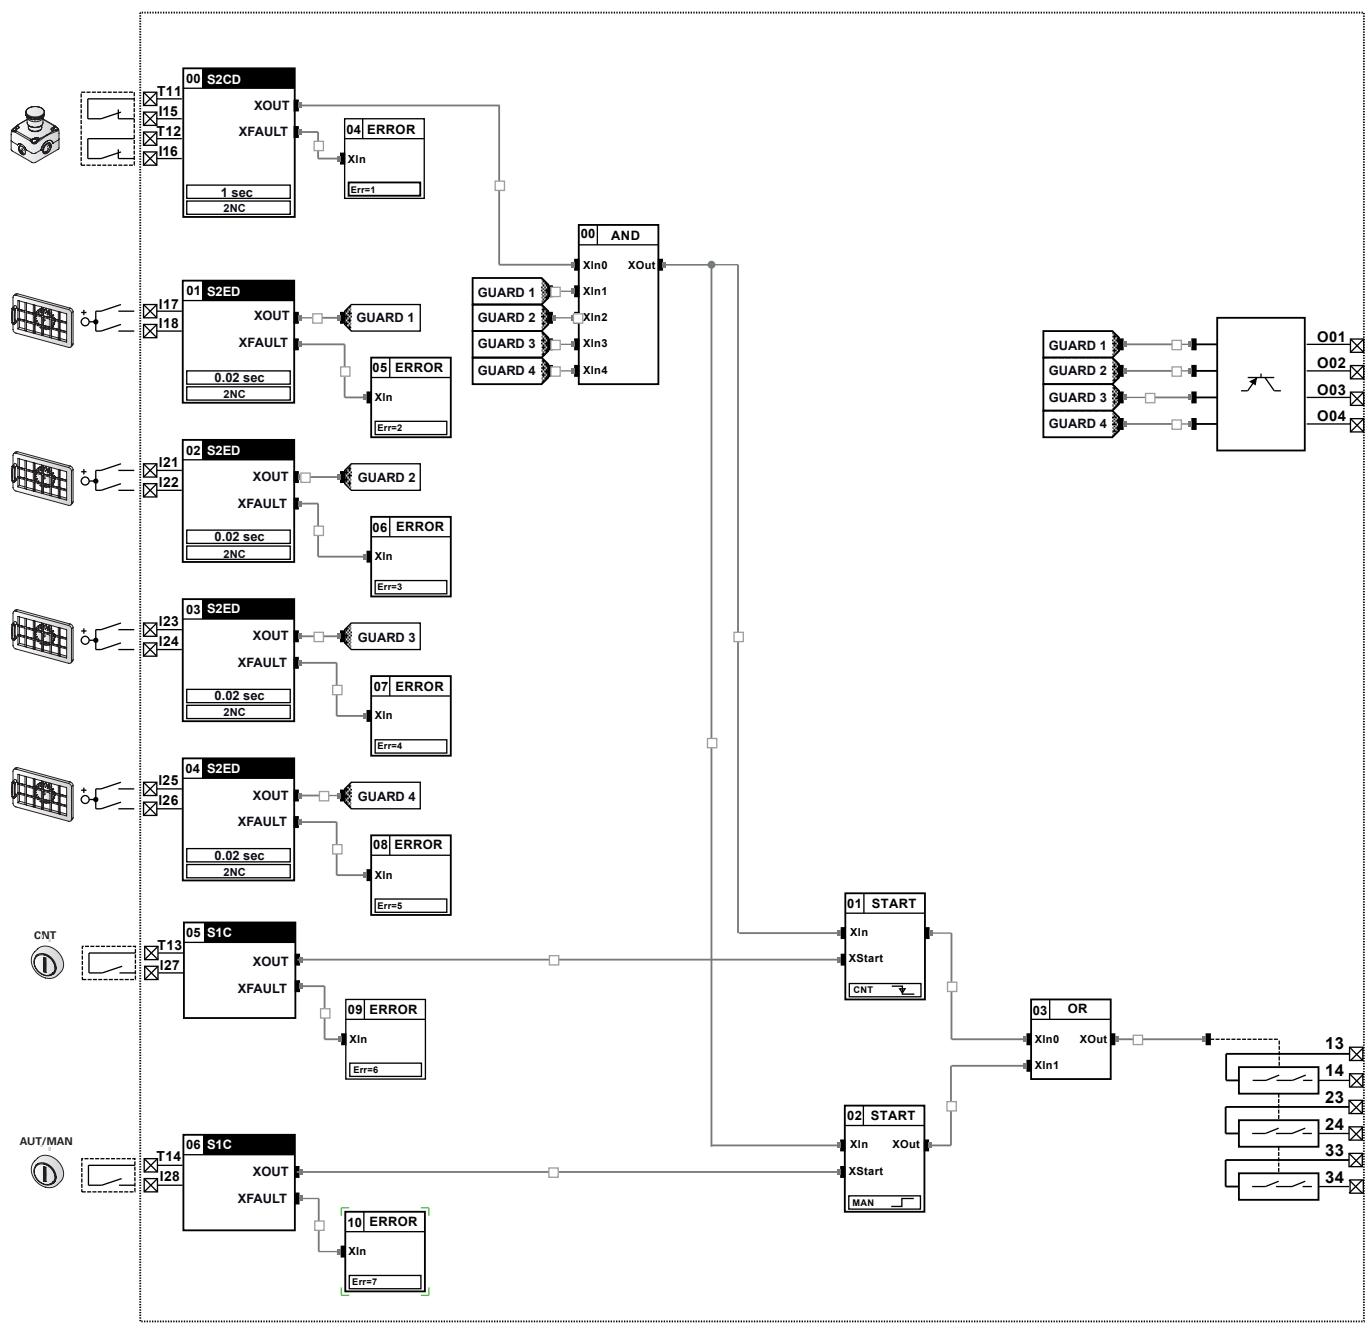 00 S2CD
T11
I15
T12
I16
XOUT
XFAULT
1 sec
2NC
04 ERROR
XIn
Err=1
00 AND
XIn0 XOut
XIn1
XIn2
XIn3
XIn4
GUARD 1
GUARD 2
GUARD 3
GUARD 4
01 S2ED
+
I17
I18
XOUT
XFAULT
0.02 sec
2NC
GUARD 1
05 ERROR
XIn
Err=2
GUARD 1
GUARD 2
GUARD 3
GUARD 4
O01
O02
O03
O04
02 S2ED
+
I21
I22
XOUT
XFAULT
0.02 sec
2NC
GUARD 2
06 ERROR
XIn
Err=3
03 S2ED
+
I23
I24
XOUT
XFAULT
0.02 sec
2NC
GUARD 3
07 ERROR
XIn
Err=4
04 S2ED
+
I25
I26
XOUT
XFAULT
0.02 sec
2NC
GUARD 4
08 ERROR
XIn
Err=5
CNT
05 S1C
T13
I27
XOUT
XFAULT
09 ERROR
XIn
Err=6
01 START
XIn
XStart
CNT
03 OR
XIn0 XOut
XIn1
13
14
23
24
33
34
AUT/MAN
06 S1C
T14
I28
XOUT
XFAULT
10 ERROR
XIn
Err=7
02 START
XIn XOut
XStart
MAN